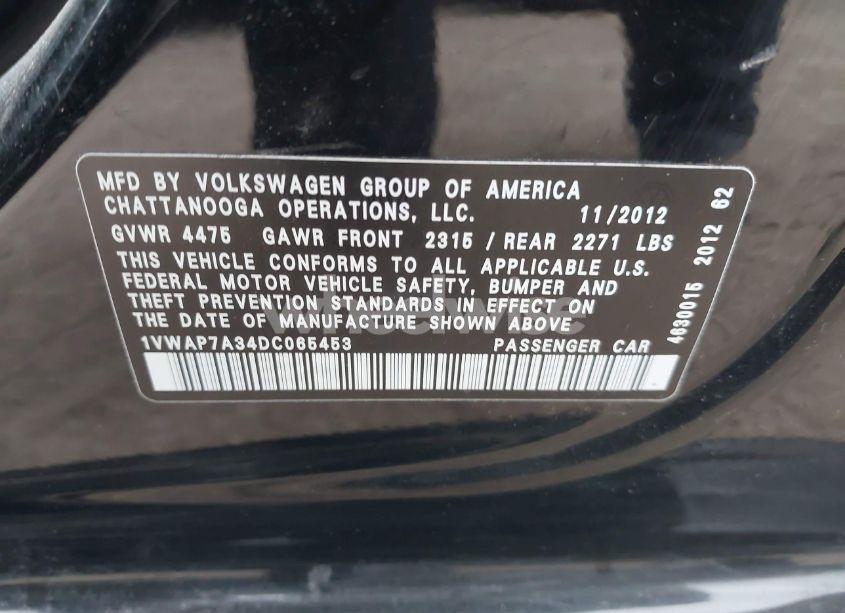 MFD BY VOLKSWAGEN GROUP OF AMERICA
CHATTANOOGA OPERATIONS, LLC. 11/2012
GVWR 4475 GAWR FRONT 2315 / REAR 2271 LBS
THIS VEHICLE CONFORMS TO ALL APPLICABLE U.S.
FEDERAL MOTOR VEHICLE SAFETY, BUMPER AND
THEFT PREVENTION STANDARDS IN EFFECT ON
THE DATE OF MANUFACTURE SHOWN ABOVE
1VWAP7A34DC065453 PASSENGER CAR
4630015 2012 62